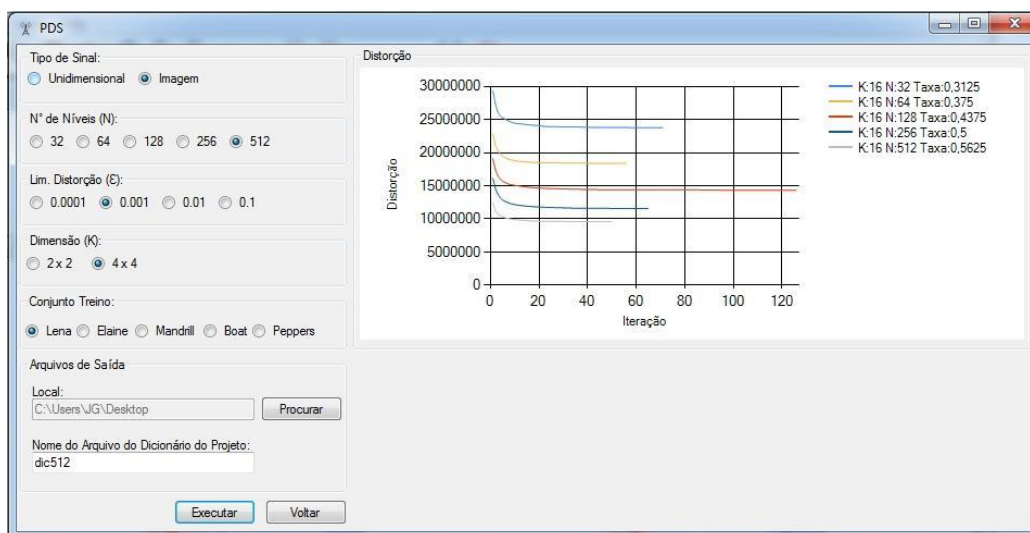 PDS
Tipo de Sinal:
Unidimensional Imagem
N° de Níveis (N):
32 64 128 256 512
Lim. Distorção (Ɛ):
0.0001 0.001 0.01 0.1
Dimensão (K):
2 x 2 4 x 4
Conjunto Treino:
Lena Elaine Mandrill Boat Peppers
Arquivos de Saída
Local:
C:\Users\JG\Desktop Procurar
Nome do Arquivo do Dicionário do Projeto:
dic512
Executar Voltar
Distorção
30000000
25000000
20000000
15000000
10000000
5000000
0
Distorção
0 20 40 60 80 100 120
Iteração
K:16 N:32 Taxa:0,3125
K:16 N:64 Taxa:0,375
K:16 N:128 Taxa:0,4375
K:16 N:256 Taxa:0,5
K:16 N:512 Taxa:0,5625